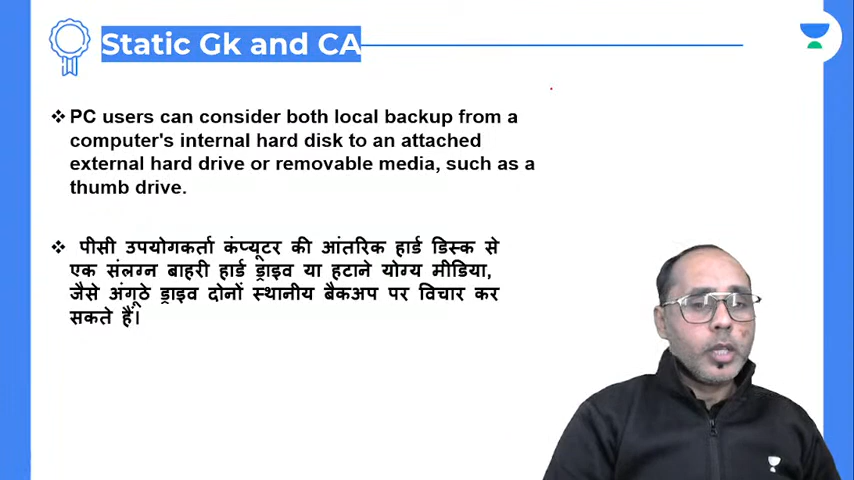 Static Gk and CA
❖ PC users can consider both local backup from a
computer's internal hard disk to an attached
external hard drive or removable media, such as a
thumb drive.
❖ पीसी उपयोगकर्ता कंप्यूटर की आंतरिक हार्ड डिस्क से
एक संलग्न बाहरी हार्ड ड्राइव या हटाने योग्य मीडिया,
जैसे अंगूठे ड्राइव दोनों स्थानीय बैकअप पर विचार कर
सकते हैं।